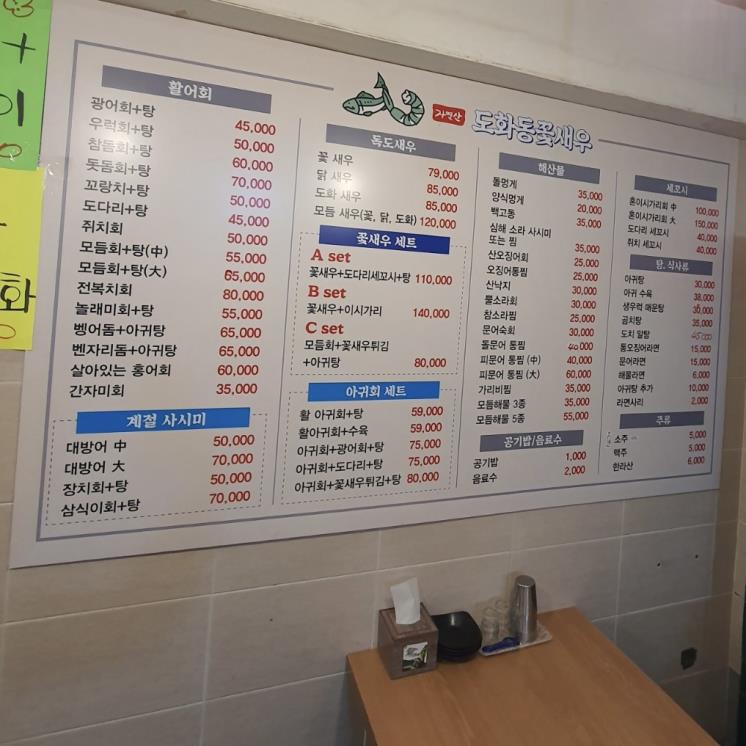 도화동꽃새우
활어회
광어회+탕 45,000
우럭회+탕 50,000
참돔회+탕 60,000
돗돔회+탕 70,000
꼬랑치+탕 50,000
도다리+탕 45,000
쥐치회 50,000
모듬회+탕(中) 55,000
모듬회+탕(大) 65,000
전복치회 80,000
놀래미회+탕 55,000
벵어돔+아귀탕 65,000
벤자리돔+아귀탕 65,000
살아있는 홍어회 60,000
간자미회 35,000
계절 사시미
대방어 中 50,000
대방어 大 70,000
장치회+탕 50,000
삼식이회+탕 70,000
독도새우
꽃 새우 79,000
닭 새우 85,000
도화 새우 85,000
모듬 새우(꽃, 닭, 도화) 120,000
꽃새우 세트
A set
꽃새우+도다리세꼬시+탕 110,000
B set
꽃새우+이시가리 140,000
C set
모듬회+꽃새우튀김
+아귀탕 80,000
아귀회 세트
활 아귀회+탕 59,000
활아귀회+수육 59,000
아귀회+광어회+탕 75,000
아귀회+도다리+탕 75,000
아귀회+꽃새우튀김+탕 80,000
해산물
돌멍게 35,000
양식멍게 20,000
백고동 35,000
심해 소라 사시미
또는 찜 35,000
산오징어회 25,000
오징어통찜 25,000
산낙지 30,000
뿔소라회 30,000
참소라찜 25,000
문어숙회 30,000
돌문어 통찜 40,000
피문어 통찜 (中) 40,000
피문어 통찜 (大) 60,000
가리비찜 35,000
모듬해물 3종 35,000
모듬해물 5종 55,000
공기밥/음료수
공기밥 1,000
음료수 2,000
세꼬시
혼이시가리회 中 100,000
혼이시가리회 大 150,000
도다리 세꼬시 40,000
쥐치 세꼬시 40,000
탕, 식사류
아귀탕 30,000
아귀 수육 38,000
생우럭 매운탕
곰치탕 35,000
도치 알탕 45,000
통오징어라면 15,000
문어라면 15,000
해물라면 6,000
아귀탕 추가 10,000
라면사리 2,000
주류
소주 5,000
맥주 5,000
한라산 6,000
+
이
화